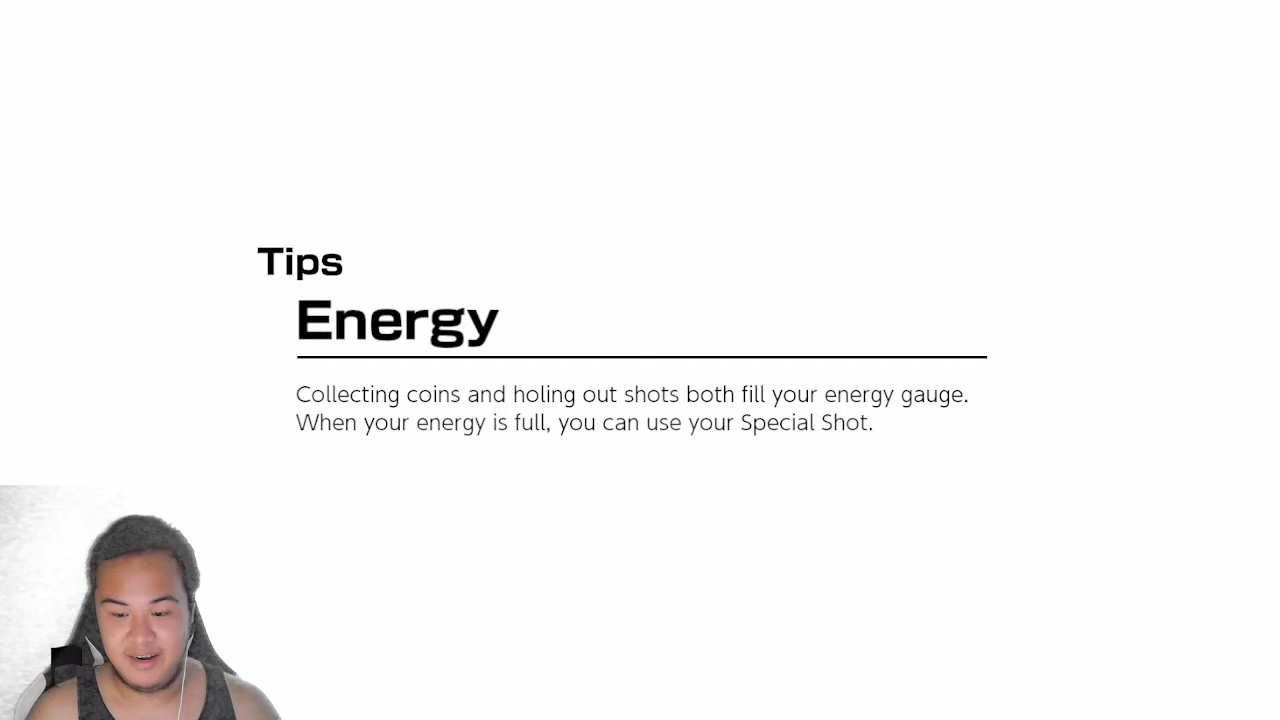 Tips
Energy
Collecting coins and holing out shots both fill your energy gauge.
When your energy is full, you can use your Special Shot.